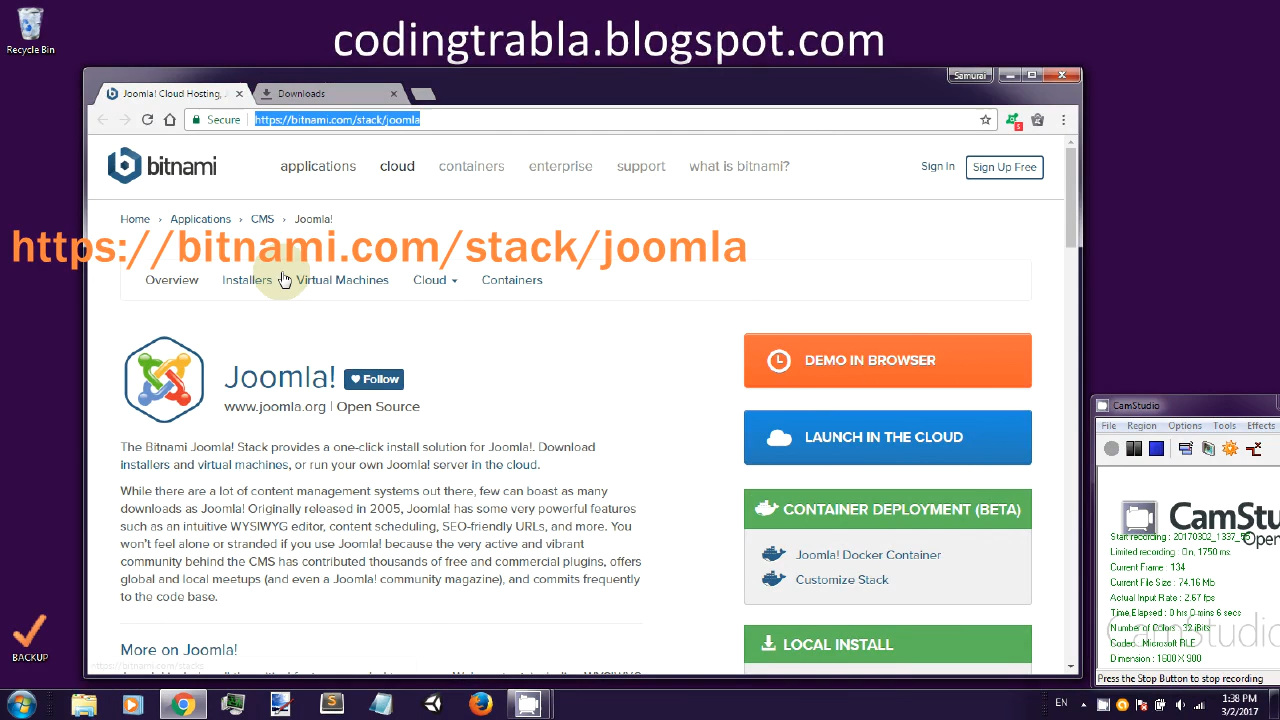 Recycle Bin
codingtrabla.blogspot.com
Samurai
Joomla! Cloud Hosting, J
Downloads
Secure
https://bitnami.com/stack/joomla
bitnami
applications
cloud
containers
enterprise
support
what is bitnami?
Sign In
Sign Up Free
Home › Applications › CMS › Joomla!
https://bitnami.com/stack/joomla
Overview
Installers
Virtual Machines
Cloud
Containers
Joomla!
Follow
www.joomla.org | Open Source
The Bitnami Joomla! Stack provides a one-click install solution for Joomla!. Download
installers and virtual machines, or run your own Joomla! server in the cloud.
While there are a lot of content management systems out there, few can boast as many
downloads as Joomla! Originally released in 2005, Joomla! has some very powerful features
such as an intuitive WYSIWYG editor, content scheduling, SEO-friendly URLs, and more. You
won't feel alone or stranded if you use Joomla! because the very active and vibrant
community behind the CMS has contributed thousands of free and commercial plugins, offers
global and local meetups (and even a Joomla! community magazine), and commits frequently
to the code base.
More on Joomla!
https://bitnami.com/stacks
DEMO IN BROWSER
LAUNCH IN THE CLOUD
CONTAINER DEPLOYMENT (BETA)
Joomla! Docker Container
Customize Stack
LOCAL INSTALL
CamStudio
File Region Options Tools Effects
CamStu
Open
Start recording : 20170302_1337_5
Limited recording : On, 1750 ms
Current Frame : 134
Current File Size : 74.16 Mb
Actual Input Rate : 2.67 fps
Time Elapsed : 0 hrs 0 mins 6 secs
Number of Colors : 32 Bits
Codec : Microsoft RLE
Dimension : 1600 X 900
CamStudio
Press the Stop Button to stop recording
BACKUP
EN
1:38 PM
3/2/2017